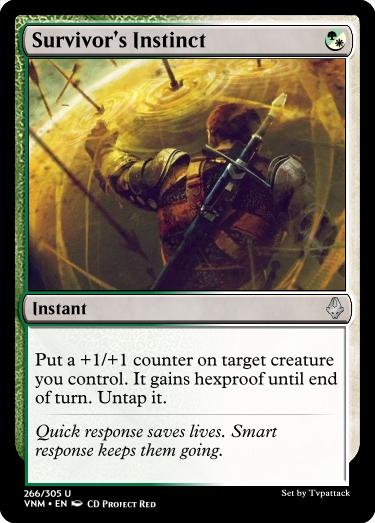 Survivor's Instinct
Instant
Put a +1/+1 counter on target creature
you control. It gains hexproof until end
of turn. Untap it.
Quick response saves lives. Smart
response keeps them going.
266/305 U
Set by Tvpattack
VNM • EN CD Project Red